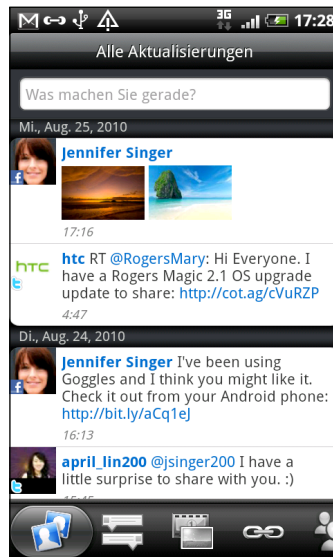 3G
17:28
Alle Aktualisierungen
Was machen Sie gerade?
Mi., Aug. 25, 2010
Jennifer Singer
17:16
hTC
htc RT @RogersMary: Hi Everyone. I
have a Rogers Magic 2.1 OS upgrade
update to share: http://cot.ag/cVuRZP
4:47
Di., Aug. 24, 2010
Jennifer Singer I've been using
Goggles and I think you might like it.
Check it out from your Android phone:
http://bit.ly/aCq1eJ
16:13
april_lin200 @jsinger200 I have a
little surprise to share with you. :)